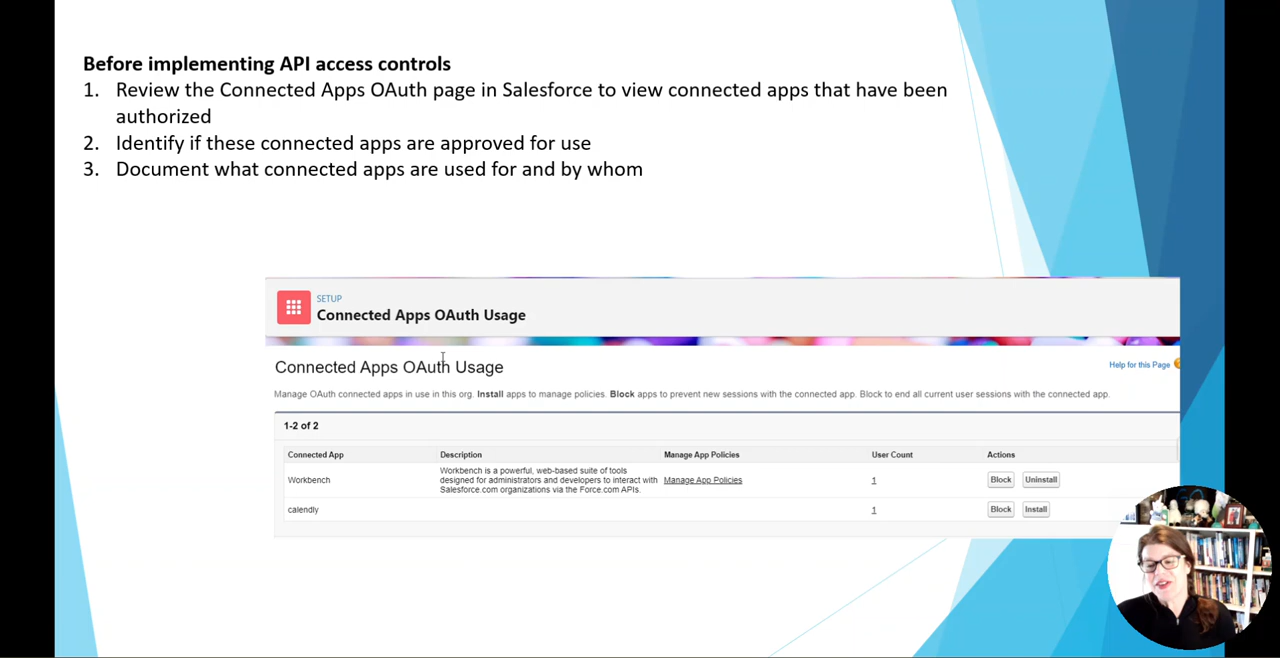 Before implementing API access controls
1. Review the Connected Apps OAuth page in Salesforce to view connected apps that have been
authorized
2. Identify if these connected apps are approved for use
3. Document what connected apps are used for and by whom
SETUP
Connected Apps OAuth Usage
Connected Apps OAuth Usage
Help for this Page
Manage OAuth connected apps in use in this org. Install apps to manage policies. Block apps to prevent new sessions with the connected app. Block to end all current user sessions with the connected app.
1-2 of 2
Connected App Description Manage App Policies User Count Actions
Workbench is a powerful, web-based suite of tools
Workbench designed for administrators and developers to interact with Manage App Policies 1 Block Uninstall
Salesforce.com organizations via the Force.com APIs.
calendly 1 Block Install